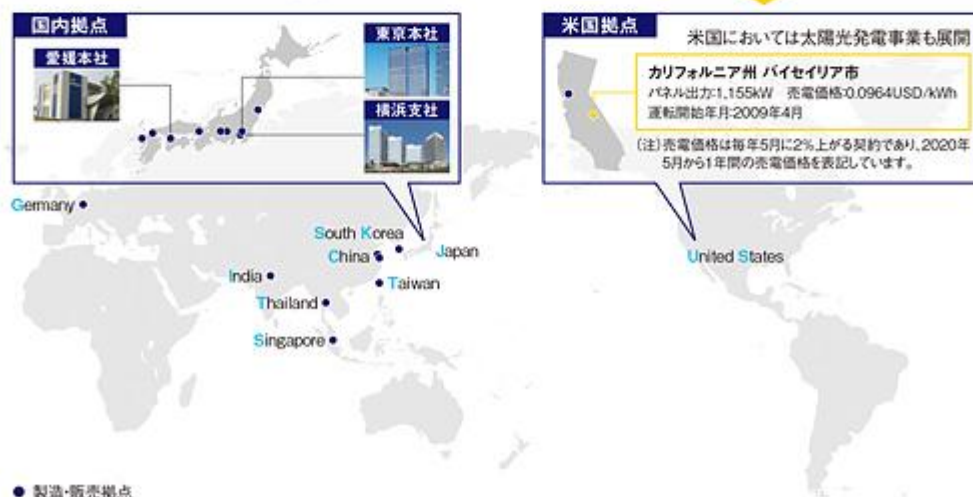 国内拠点
愛媛本社
東京本社
横浜支社
米国拠点
米国においては太陽光発電事業も展開
カリフォルニア州 バイセイリア市
パネル出力:1,155kW 売電価格:0.0964USD/kWh
運転開始年月:2009年4月
(注)売電価格は毎年5月に2%上がる契約であり、2020年
5月から1年間の売電価格を表記しています。
Germany
South Korea
China
Japan
India
Taiwan
Thailand
Singapore
United States
● 製造・販売拠点